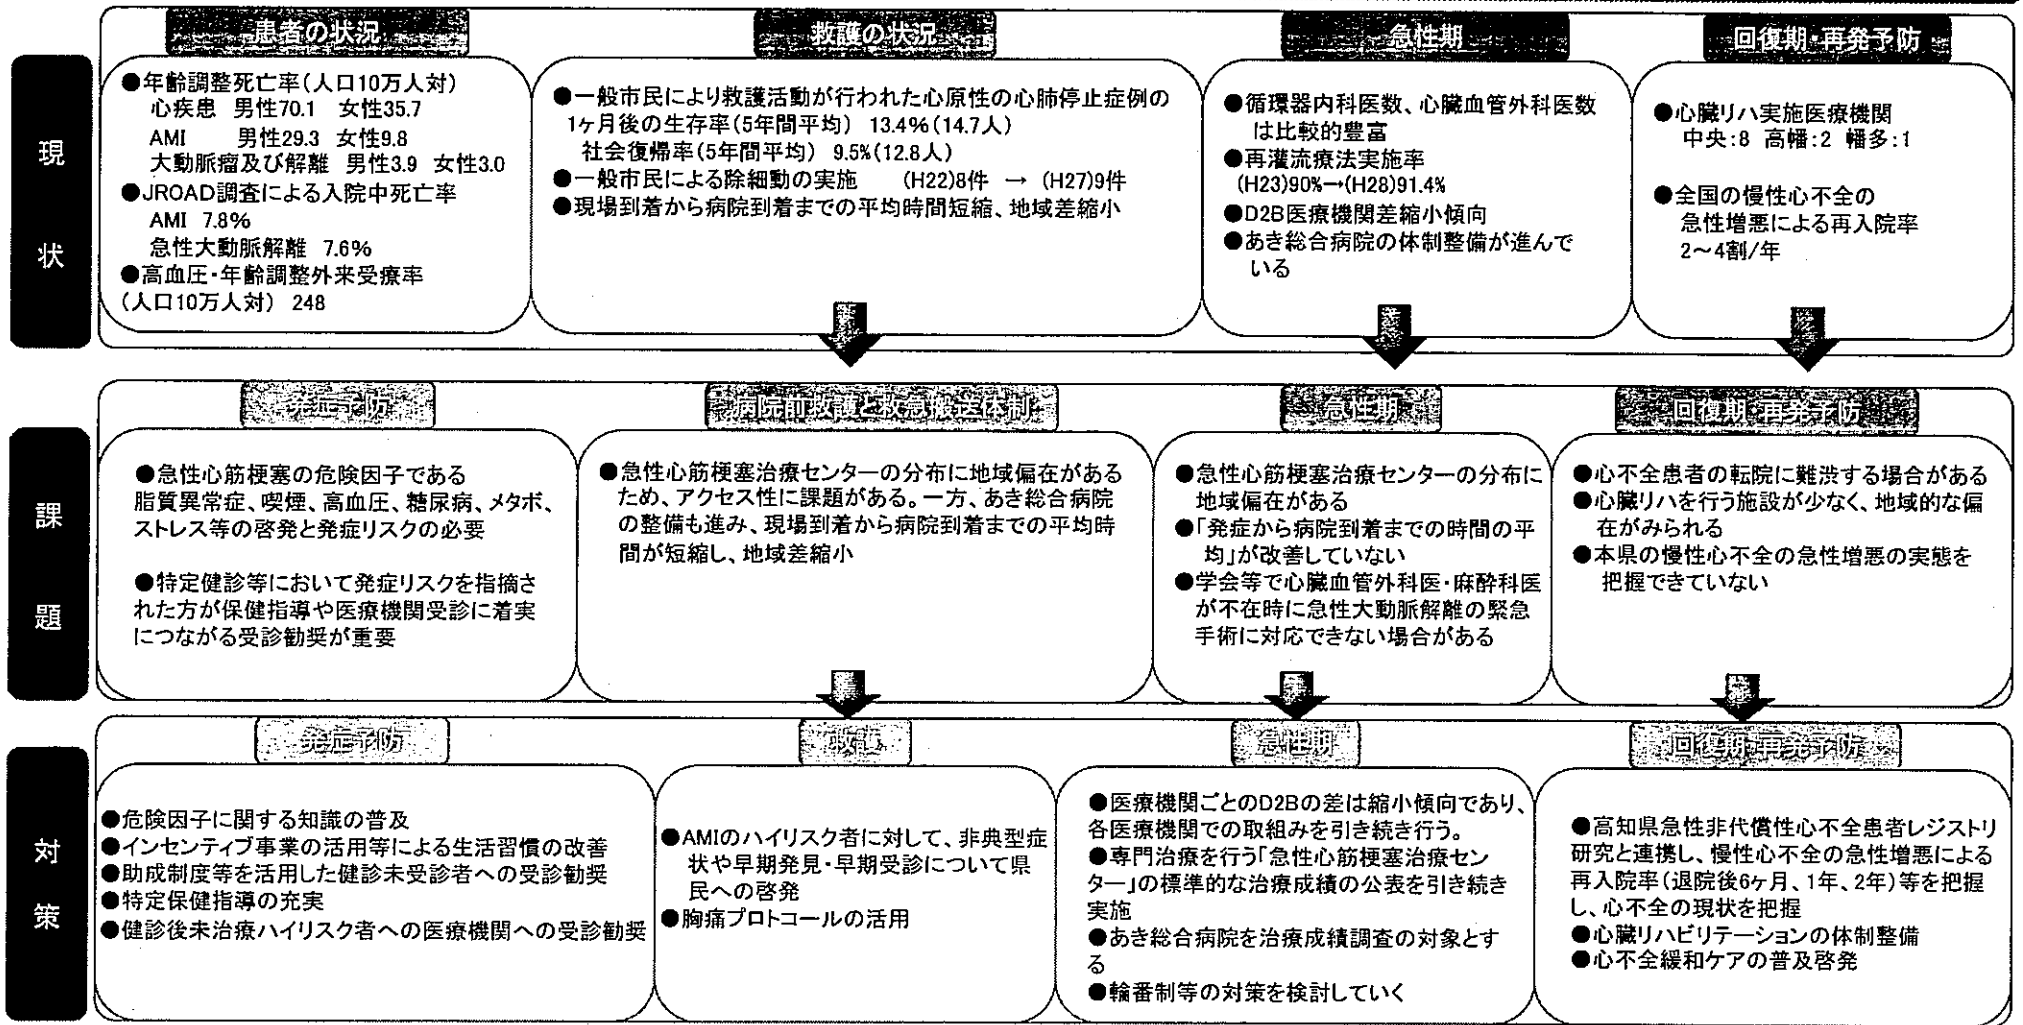 現状
患者の状況
●年齢調整死亡率(人口10万人対)
心疾患 男性70.1 女性35.7
AMI 男性29.3 女性9.8
大動脈瘤及び解離 男性3.9 女性3.0
●JROAD調査による入院中死亡率
AMI 7.8%
急性大動脈解離 7.6%
●高血圧・年齢調整外来受療率
(人口10万人対) 248
救護の状況
●一般市民により救護活動が行われた心原性の心肺停止症例の
1ヶ月後の生存率(5年間平均) 13.4%(14.7人)
社会復帰率(5年間平均) 9.5%(12.8人)
●一般市民による除細動の実施 (H22)8件 → (H27)9件
●現場到着から病院到着までの平均時間短縮、地域差縮小
急性期
●循環器内科医数、心臓血管外科医数
は比較的豊富
●再灌流療法実施率
(H23)90%→(H28)91.4%
●D2B医療機関差縮小傾向
●あき総合病院の体制整備が進んで
いる
回復期・再発予防
●心臓リハ実施医療機関
中央:8 高幡:2 幡多:1
●全国の慢性心不全の
急性増悪による再入院率
2～4割/年
課題
発症予防
●急性心筋梗塞の危険因子である
脂質異常症、喫煙、高血圧、糖尿病、メタボ、
ストレス等の啓発と発症リスクの必要
●特定健診等において発症リスクを指摘さ
れた方が保健指導や医療機関受診に着実
につながる受診勧奨が重要
病院前救護と救急搬送体制
●急性心筋梗塞治療センターの分布に地域偏在がある
ため、アクセス性に課題がある。一方、あき総合病院
の整備も進み、現場到着から病院到着までの平均時
間が短縮し、地域差縮小
急性期
●急性心筋梗塞治療センターの分布に
地域偏在がある
●「発症から病院到着までの時間の平
均」が改善していない
●学会等で心臓血管外科医・麻酔科医
が不在時に急性大動脈解離の緊急
手術に対応できない場合がある
回復期・再発予防
●心不全患者の転院に難渋する場合がある
●心臓リハを行う施設が少なく、地域的な偏
在がみられる
●本県の慢性心不全の急性増悪の実態を
把握できていない
対策
発症予防
●危険因子に関する知識の普及
●インセンティブ事業の活用等による生活習慣の改善
●助成制度等を活用した健診未受診者への受診勧奨
●特定保健指導の充実
●健診後未治療ハイリスク者への医療機関への受診勧奨
救護
●AMIのハイリスク者に対して、非典型症
状や早期発見・早期受診について県
民への啓発
●胸痛プロトコールの活用
急性期
●医療機関ごとのD2Bの差は縮小傾向であり、
各医療機関での取組みを引き続き行う。
●専門治療を行う「急性心筋梗塞治療セン
ター」の標準的な治療成績の公表を引き続き
実施
●あき総合病院を治療成績調査の対象とす
る
●輪番制等の対策を検討していく
回復期・再発予防
●高知県急性非代償性心不全患者レジストリ
研究と連携し、慢性心不全の急性増悪による
再入院率(退院後6ヶ月、1年、2年)等を把握
し、心不全の現状を把握
●心臓リハビリテーションの体制整備
●心不全緩和ケアの普及啓発